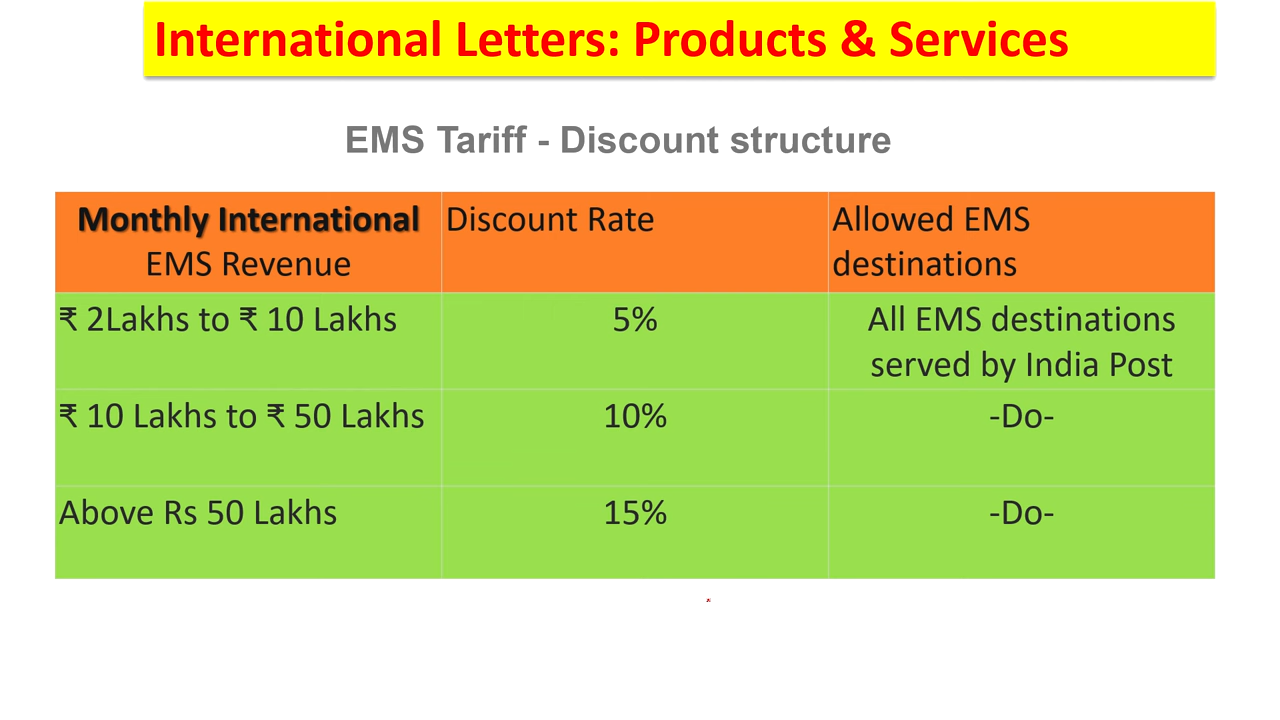 International Letters: Products & Services
EMS Tariff - Discount structure
Monthly International
EMS Revenue
Discount Rate
Allowed EMS
destinations
₹ 2Lakhs to ₹ 10 Lakhs
5%
All EMS destinations
served by India Post
₹ 10 Lakhs to ₹ 50 Lakhs
10%
-Do-
Above Rs 50 Lakhs
15%
-Do-